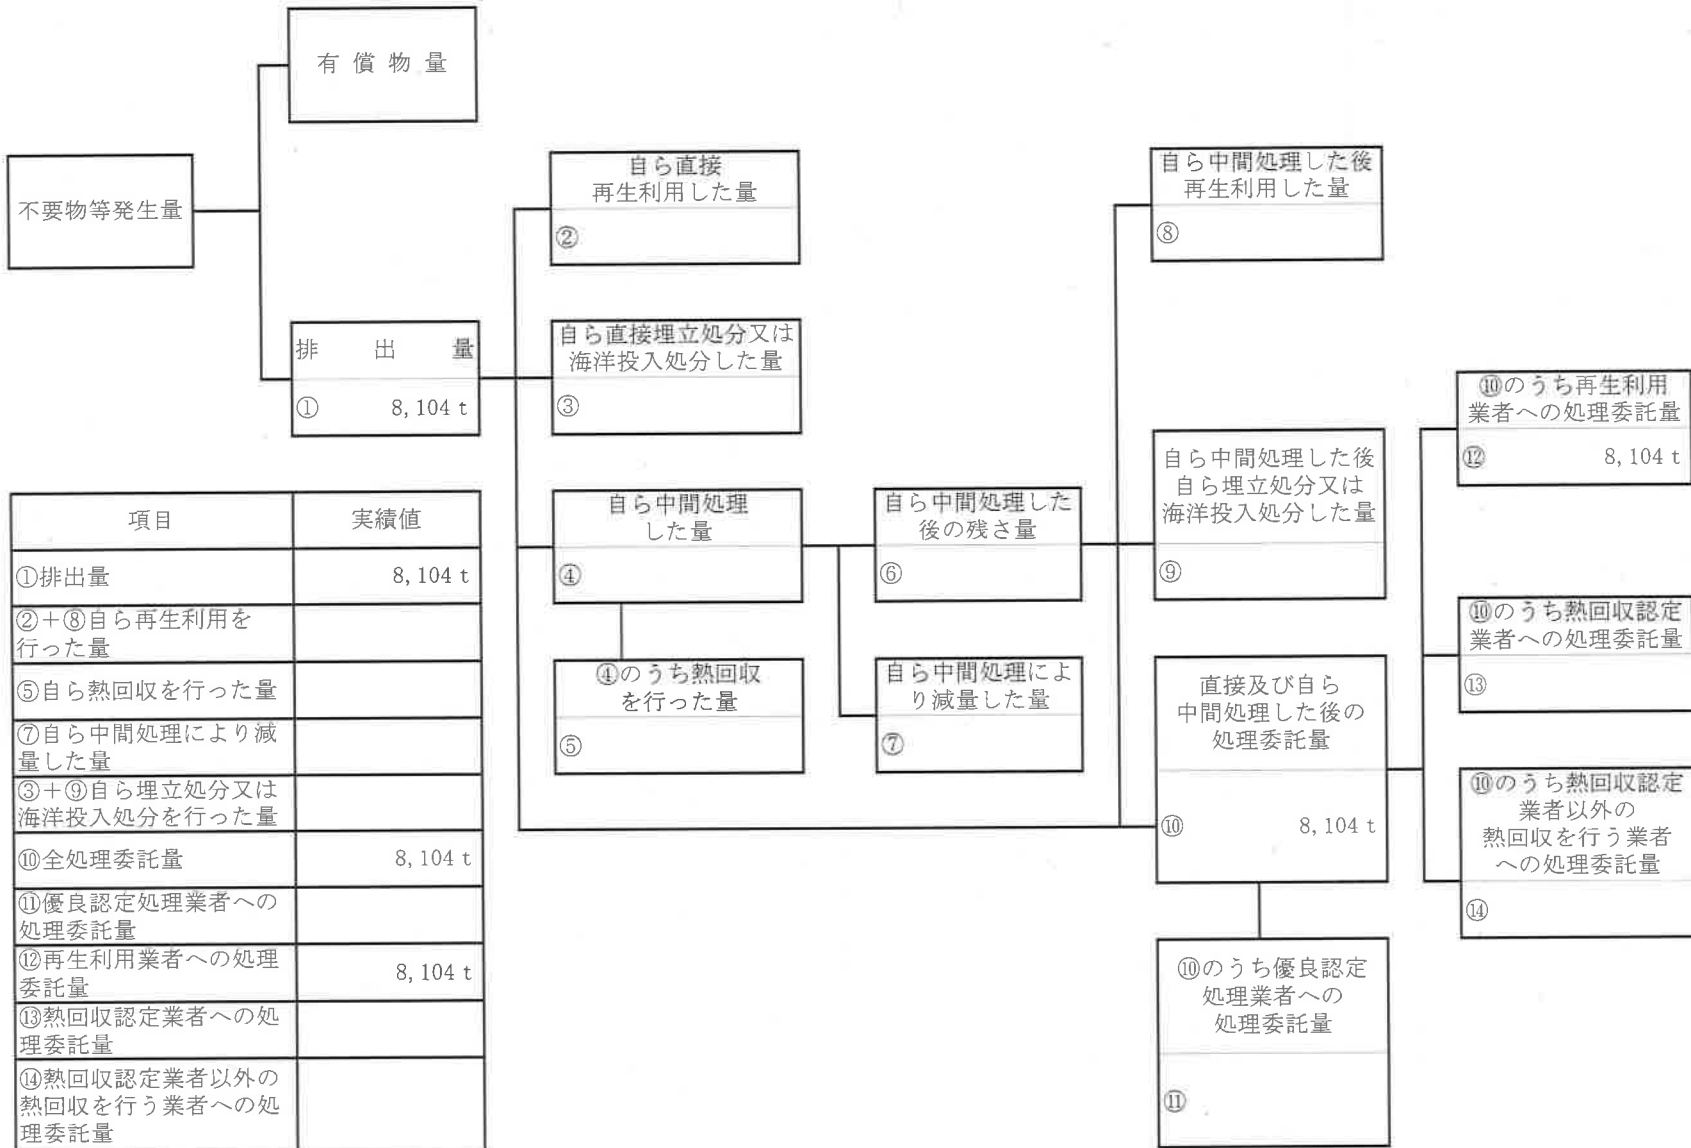 有償物量
不要物等発生量
排出量
① 8,104 t
自ら直接
再生利用した量
②
自ら直接埋立処分又は
海洋投入処分した量
③
自ら中間処理
した量
④
④のうち熱回収
を行った量
⑤
自ら中間処理した
後の残さ量
⑥
自ら中間処理によ
り減量した量
⑦
自ら中間処理した後
再生利用した量
⑧
自ら中間処理した後
自ら埋立処分又は
海洋投入処分した量
⑨
直接及び自ら
中間処理した後の
処理委託量
⑩ 8,104 t
⑩のうち優良認定
処理業者への
処理委託量
⑪
⑩のうち再生利用
業者への処理委託量
⑫ 8,104 t
⑩のうち熱回収認定
業者への処理委託量
⑬
⑩のうち熱回収認定
業者以外の
熱回収を行う業者
への処理委託量
⑭
項目 実績値
①排出量 8,104 t
②＋⑧自ら再生利用を
行った量
⑤自ら熱回収を行った量
⑦自ら中間処理により減
量した量
③＋⑨自ら埋立処分又は
海洋投入処分を行った量
⑩全処理委託量 8,104 t
⑪優良認定処理業者への
処理委託量
⑫再生利用業者への処理
委託量 8,104 t
⑬熱回収認定業者への処
理委託量
⑭熱回収認定業者以外の
熱回収を行う業者への処
理委託量